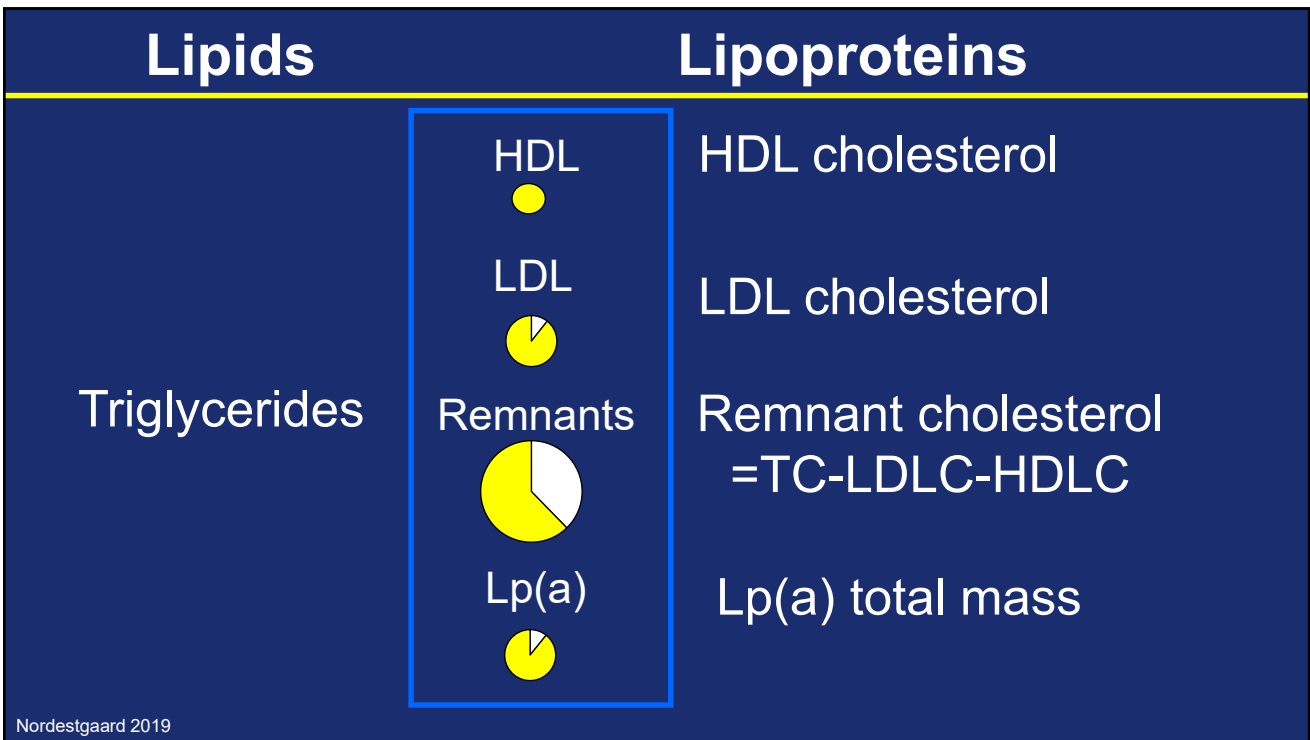 Lipids
Lipoproteins
HDL
HDL cholesterol
LDL
LDL cholesterol
Triglycerides
Remnants
Remnant cholesterol
=TC-LDLC-HDLC
Lp(a)
Lp(a) total mass
Nordestgaard 2019